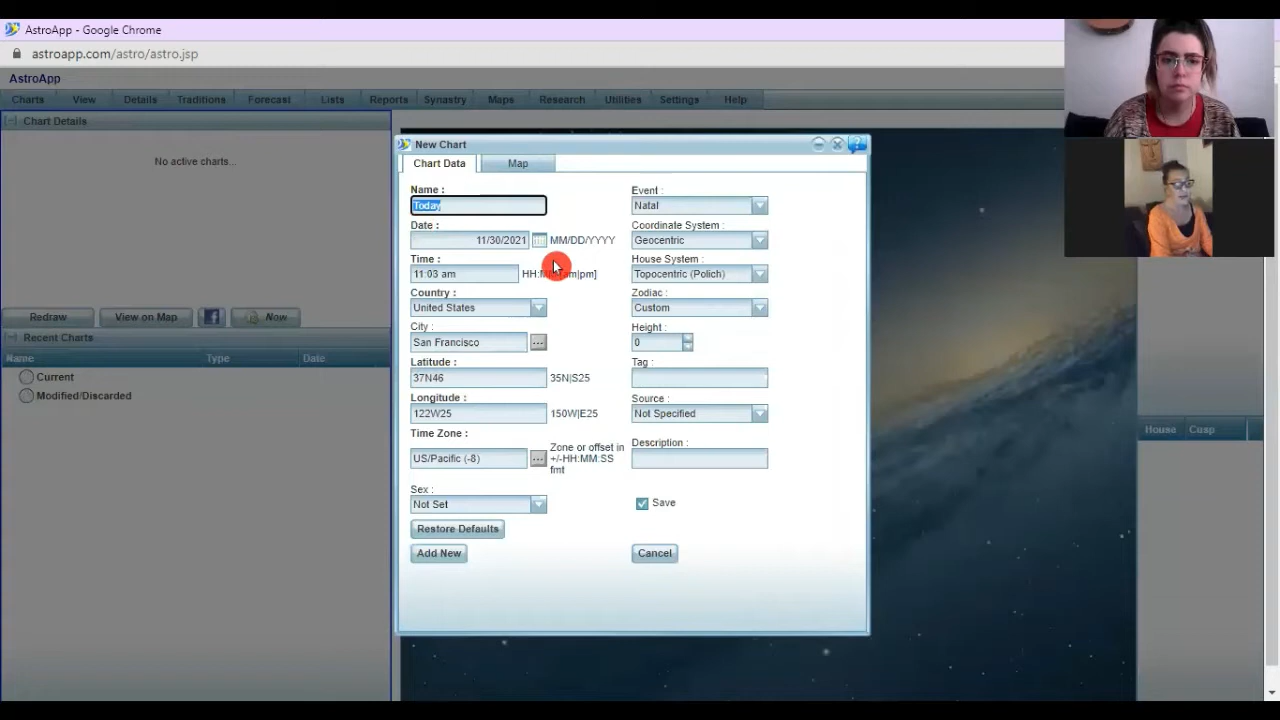 AstroApp - Google Chrome
astroapp.com/astro/astro.jsp
AstroApp
Charts View Details Traditions Forecast Lists Reports Synastry Maps Research Utilities Settings Help
Chart Details
No active charts...
Redraw View on Map Now
Recent Charts
Name Type Date
Current
Modified/Discarded
New Chart
Chart Data Map
Name :
Today
Date :
11/30/2021 MM/DD/YYYY
Time :
11:03 am
Country :
United States
City :
San Francisco ...
Latitude :
37N46 35N|S25
Longitude :
122W25 150W|E25
Time Zone :
US/Pacific (-8) ... Zone or offset in
+/-HH:MM:SS
fmt
Sex :
Not Set
Restore Defaults
Add New
Event :
Natal
Coordinate System :
Geocentric
House System :
Topocentric (Polich)
Zodiac :
Custom
Height :
0
Tag :
Source :
Not Specified
Description :
Save
Cancel
House Cusp